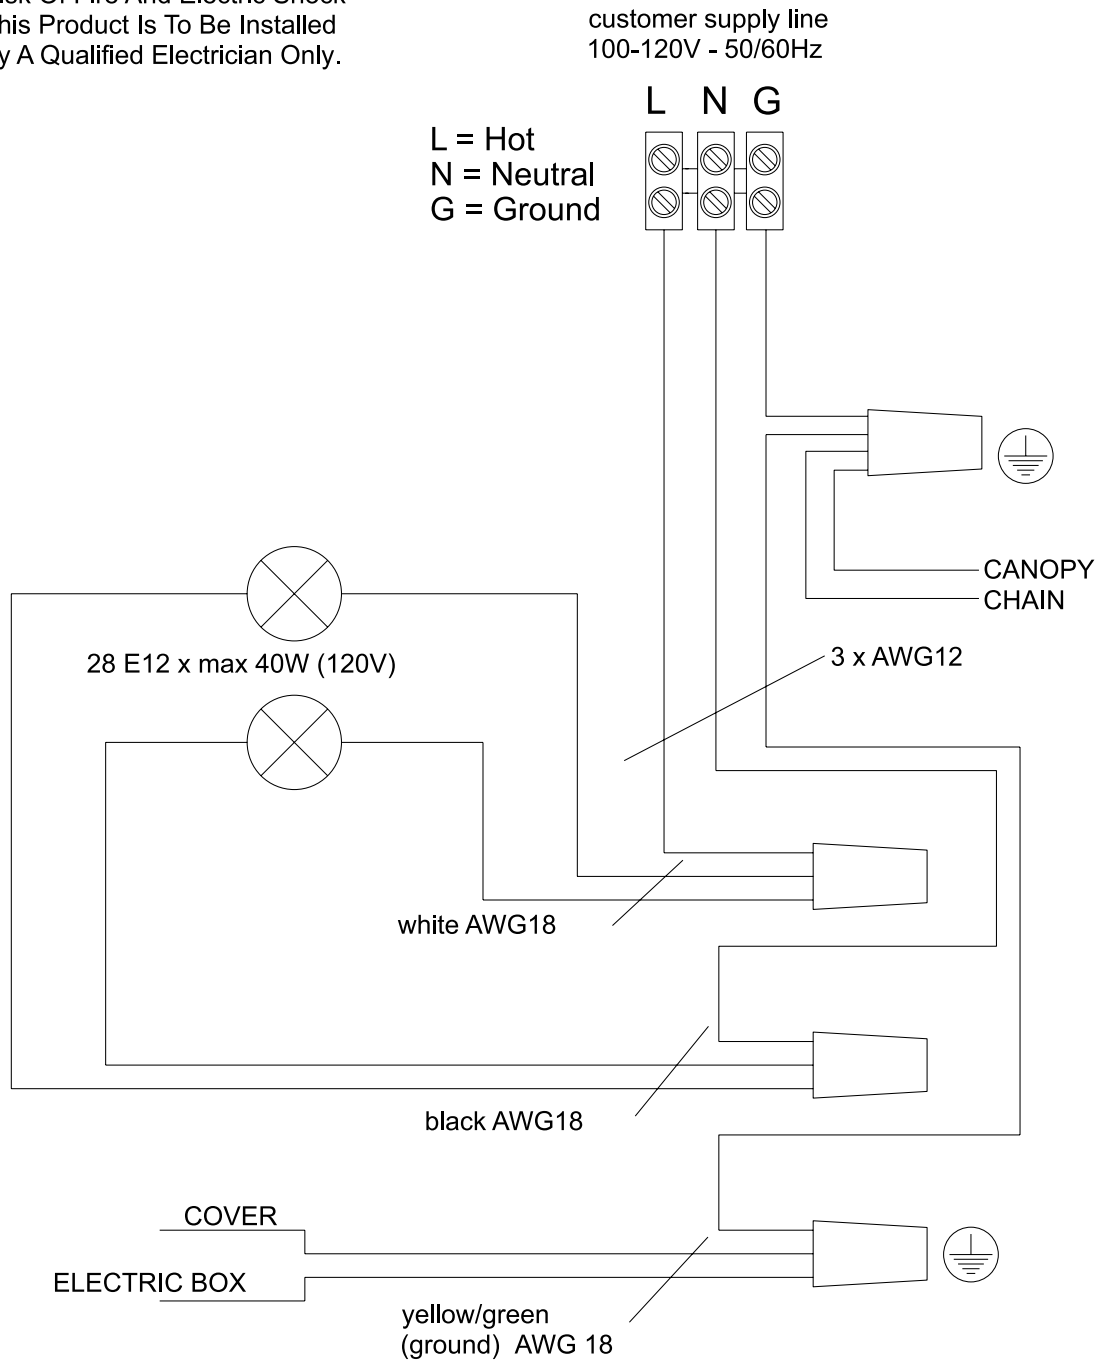 his Product Is To Be Installed
y A Qualified Electrician Only.
customer supply line
100-120V - 50/60Hz
L N G
L = Hot
N = Neutral
G = Ground
CANOPY
CHAIN
28 E12 x max 40W (120V)
3 x AWG12
white AWG18
black AWG18
COVER
ELECTRIC BOX
yellow/green
(ground) AWG 18